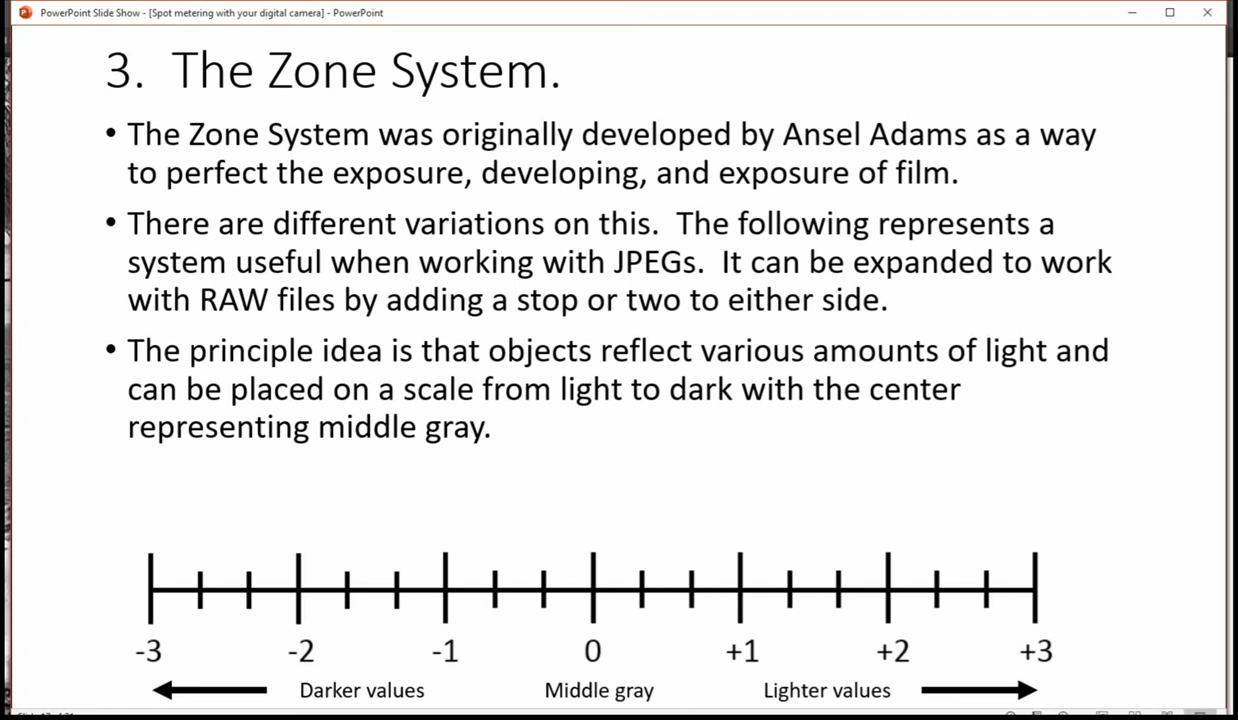 PowerPoint Slide Show - [Spot metering with your digital camera] - PowerPoint
3. The Zone System.
• The Zone System was originally developed by Ansel Adams as a way
to perfect the exposure, developing, and exposure of film.
• There are different variations on this. The following represents a
system useful when working with JPEGs. It can be expanded to work
with RAW files by adding a stop or two to either side.
• The principle idea is that objects reflect various amounts of light and
can be placed on a scale from light to dark with the center
representing middle gray.
-3 -2 -1 0 +1 +2 +3
Darker values Middle gray Lighter values